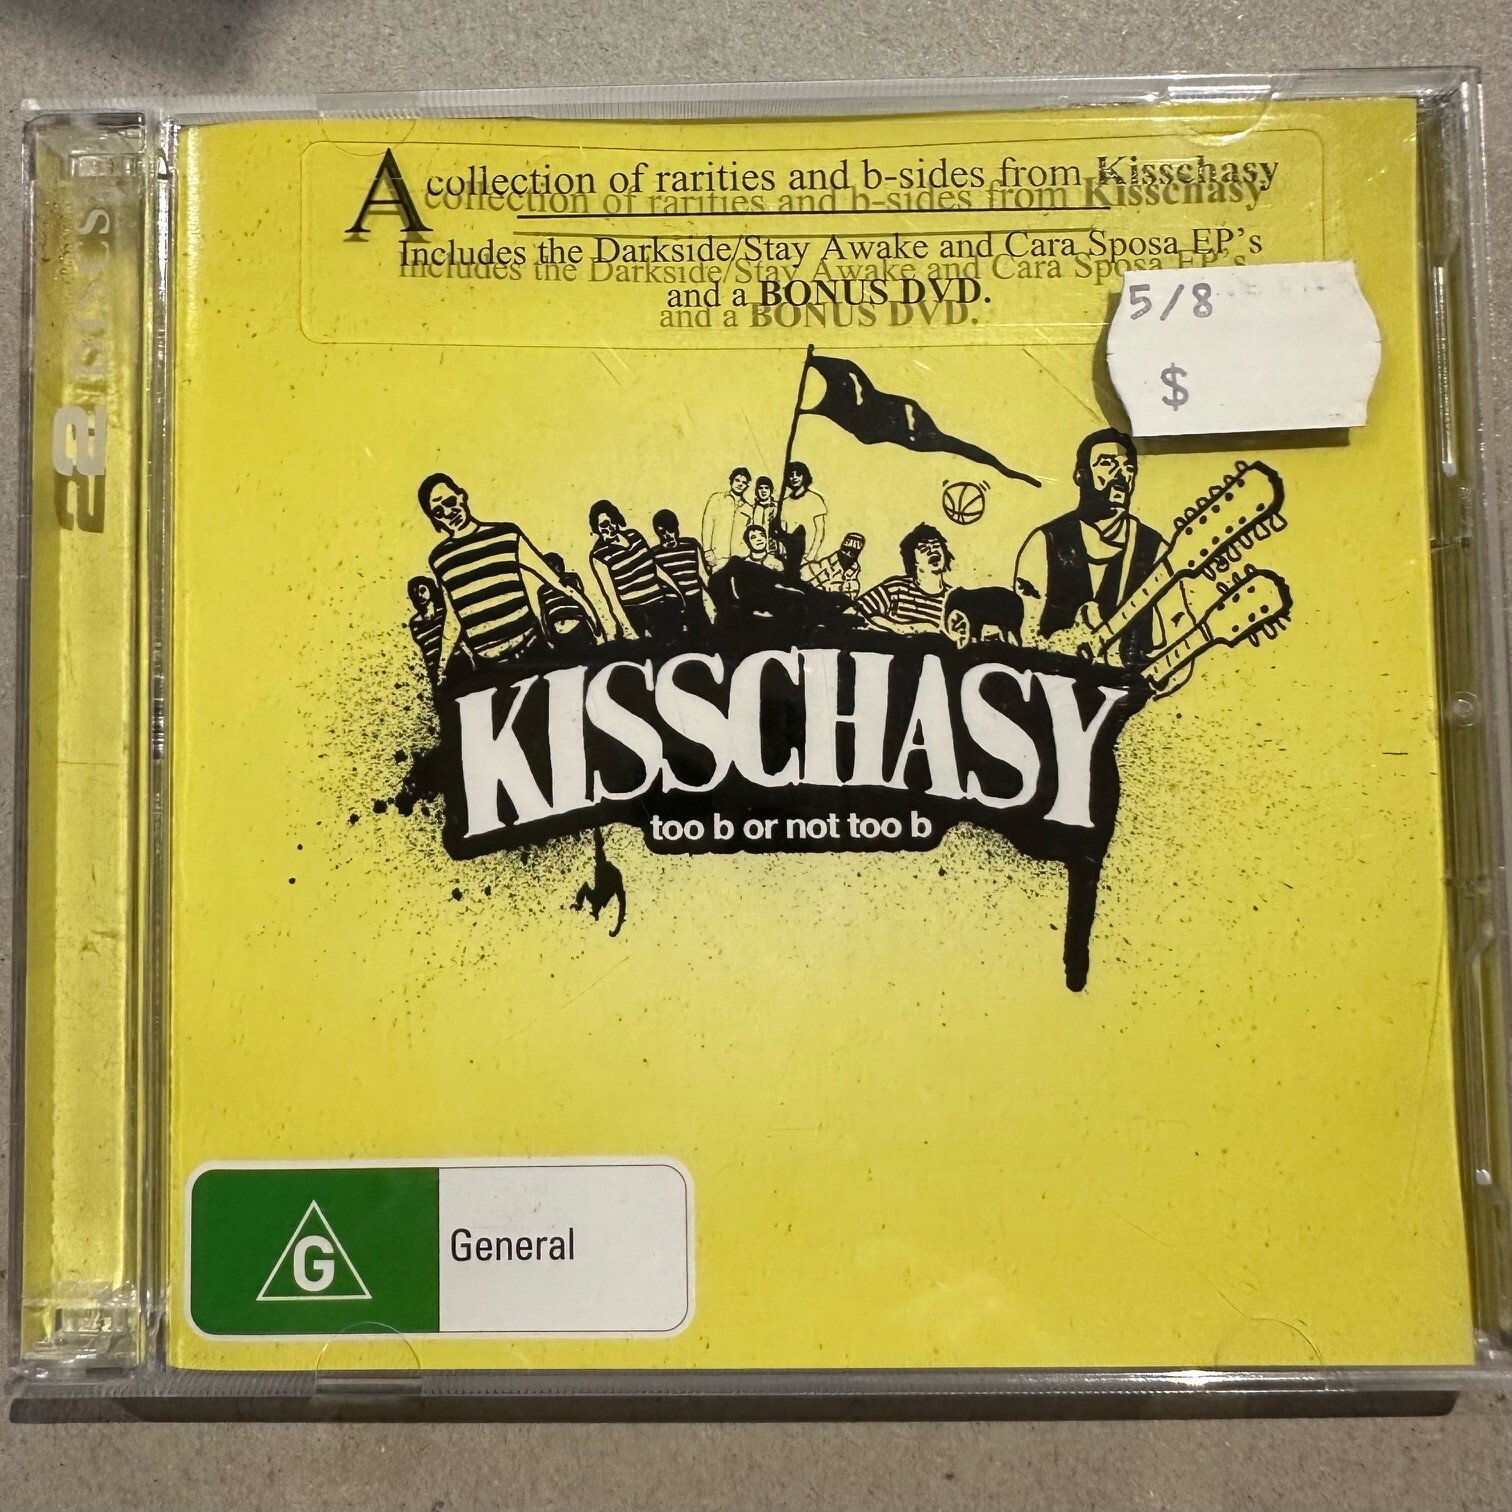 A collection of rarities and b-sides from Kisschasy
Includes the Darkside/Stay Awake and Cara Sposa EP's
and a BONUS DVD.
5/8
$
2 DISCS
KISSCHASY
too b or not too b
G
General